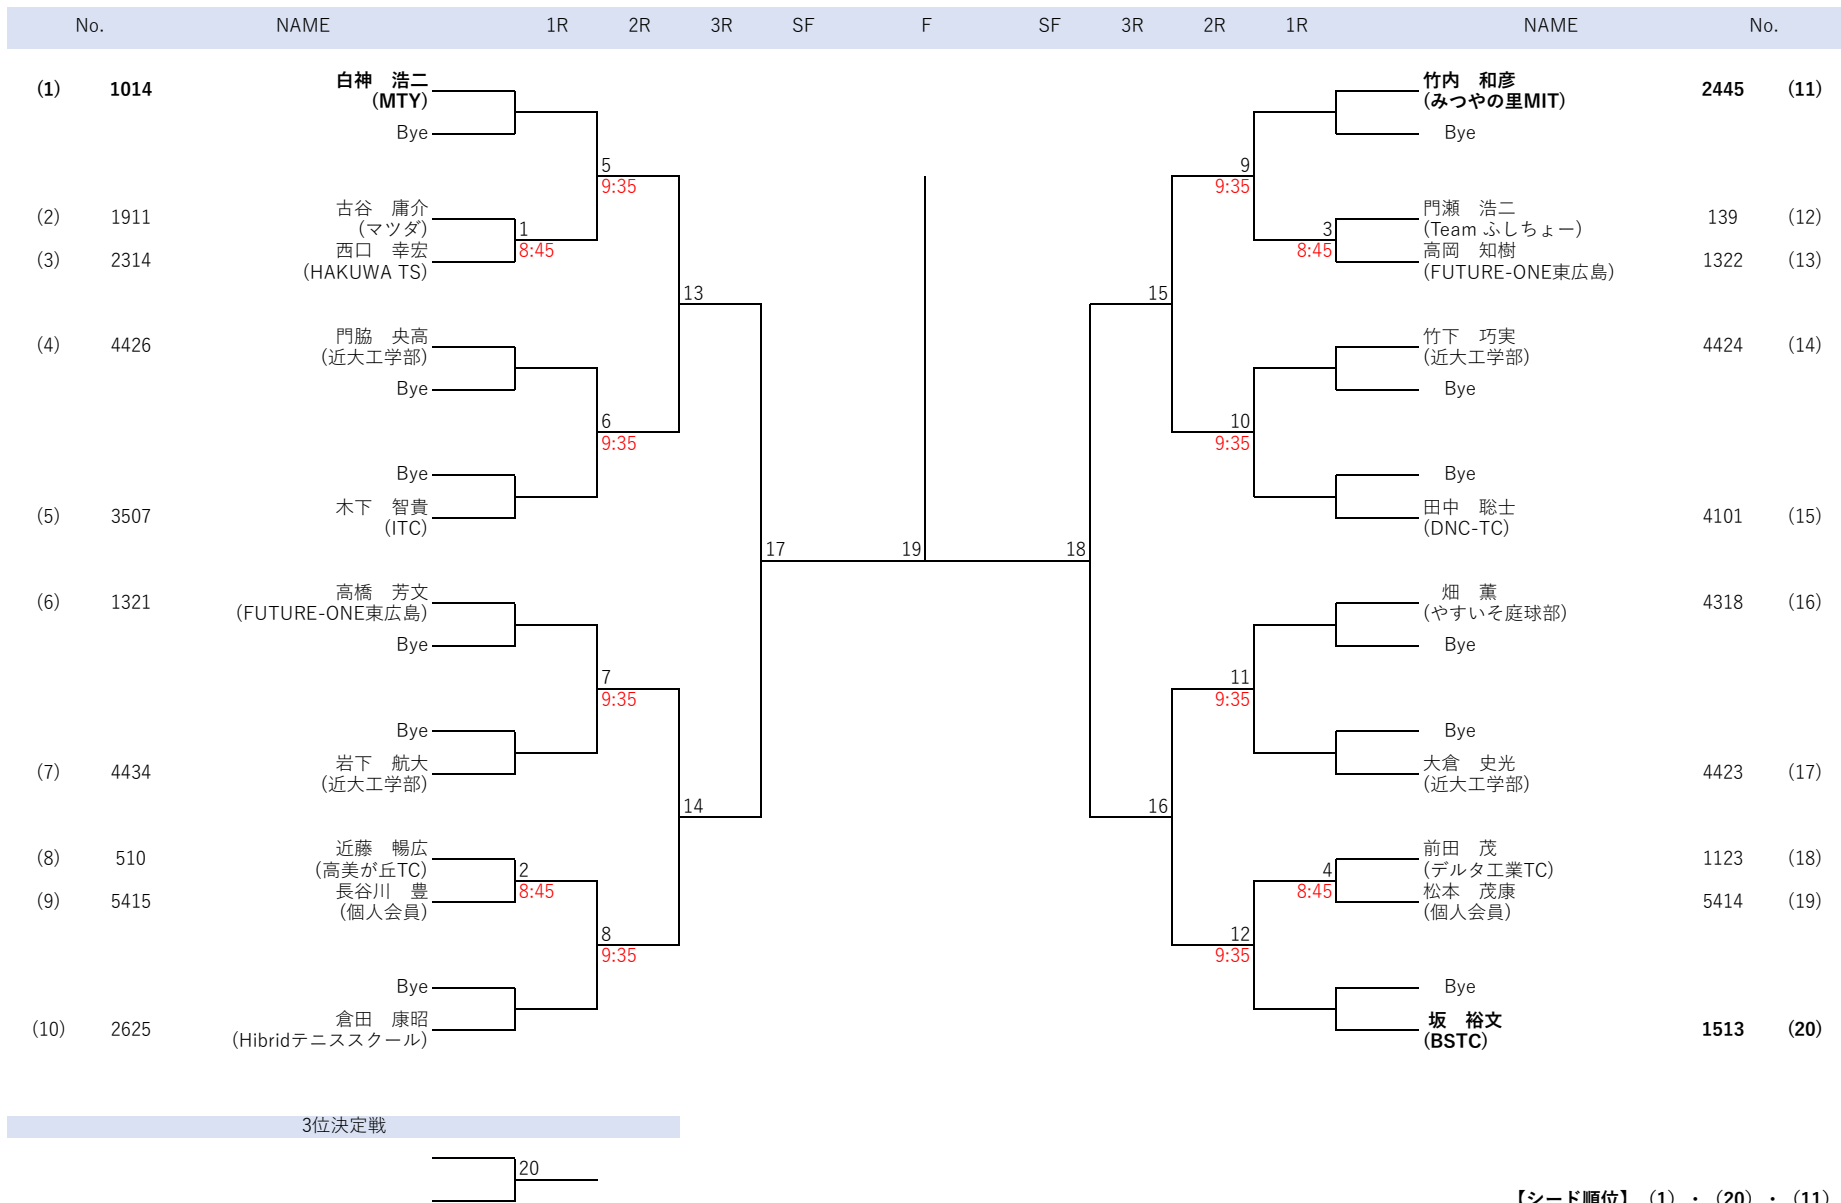 No. NAME 1R 2R 3R SF F SF 3R 2R 1R NAME No.
(1) 1014 白神　浩二
(MTY)
Bye
5
9:35
(2) 1911 古谷　庸介
(マツダ)
1
8:45
(3) 2314 西口　幸宏
(HAKUWA TS)
13
(4) 4426 門脇　央高
(近大工学部)
Bye
6
9:35
Bye
(5) 3507 木下　智貴
(ITC)
17
(6) 1321 高橋　芳文
(FUTURE-ONE東広島)
Bye
7
9:35
Bye
(7) 4434 岩下　航大
(近大工学部)
14
(8) 510 近藤　暢広
(高美が丘TC)
2
8:45
(9) 5415 長谷川　豊
(個人会員)
8
9:35
Bye
(10) 2625 倉田　康昭
(Hibridテニススクール)
19
竹内　和彦 2445 (11)
(みつやの里MIT)
Bye
9
9:35
門瀬　浩二 139 (12)
(Team ふしちょー)
3
8:45
高岡　知樹 1322 (13)
(FUTURE-ONE東広島)
15
竹下　巧実 4424 (14)
(近大工学部)
Bye
10
9:35
Bye
田中　聡士 4101 (15)
(DNC-TC)
18
畑　薫 4318 (16)
(やすいそ庭球部)
Bye
11
9:35
Bye
大倉　史光 4423 (17)
(近大工学部)
16
前田　茂 1123 (18)
(デルタ工業TC)
4
8:45
松本　茂康 5414 (19)
(個人会員)
12
9:35
Bye
坂　裕文 1513 (20)
(BSTC)
3位決定戦
20
【シード順位】（1）・（20）・（11）